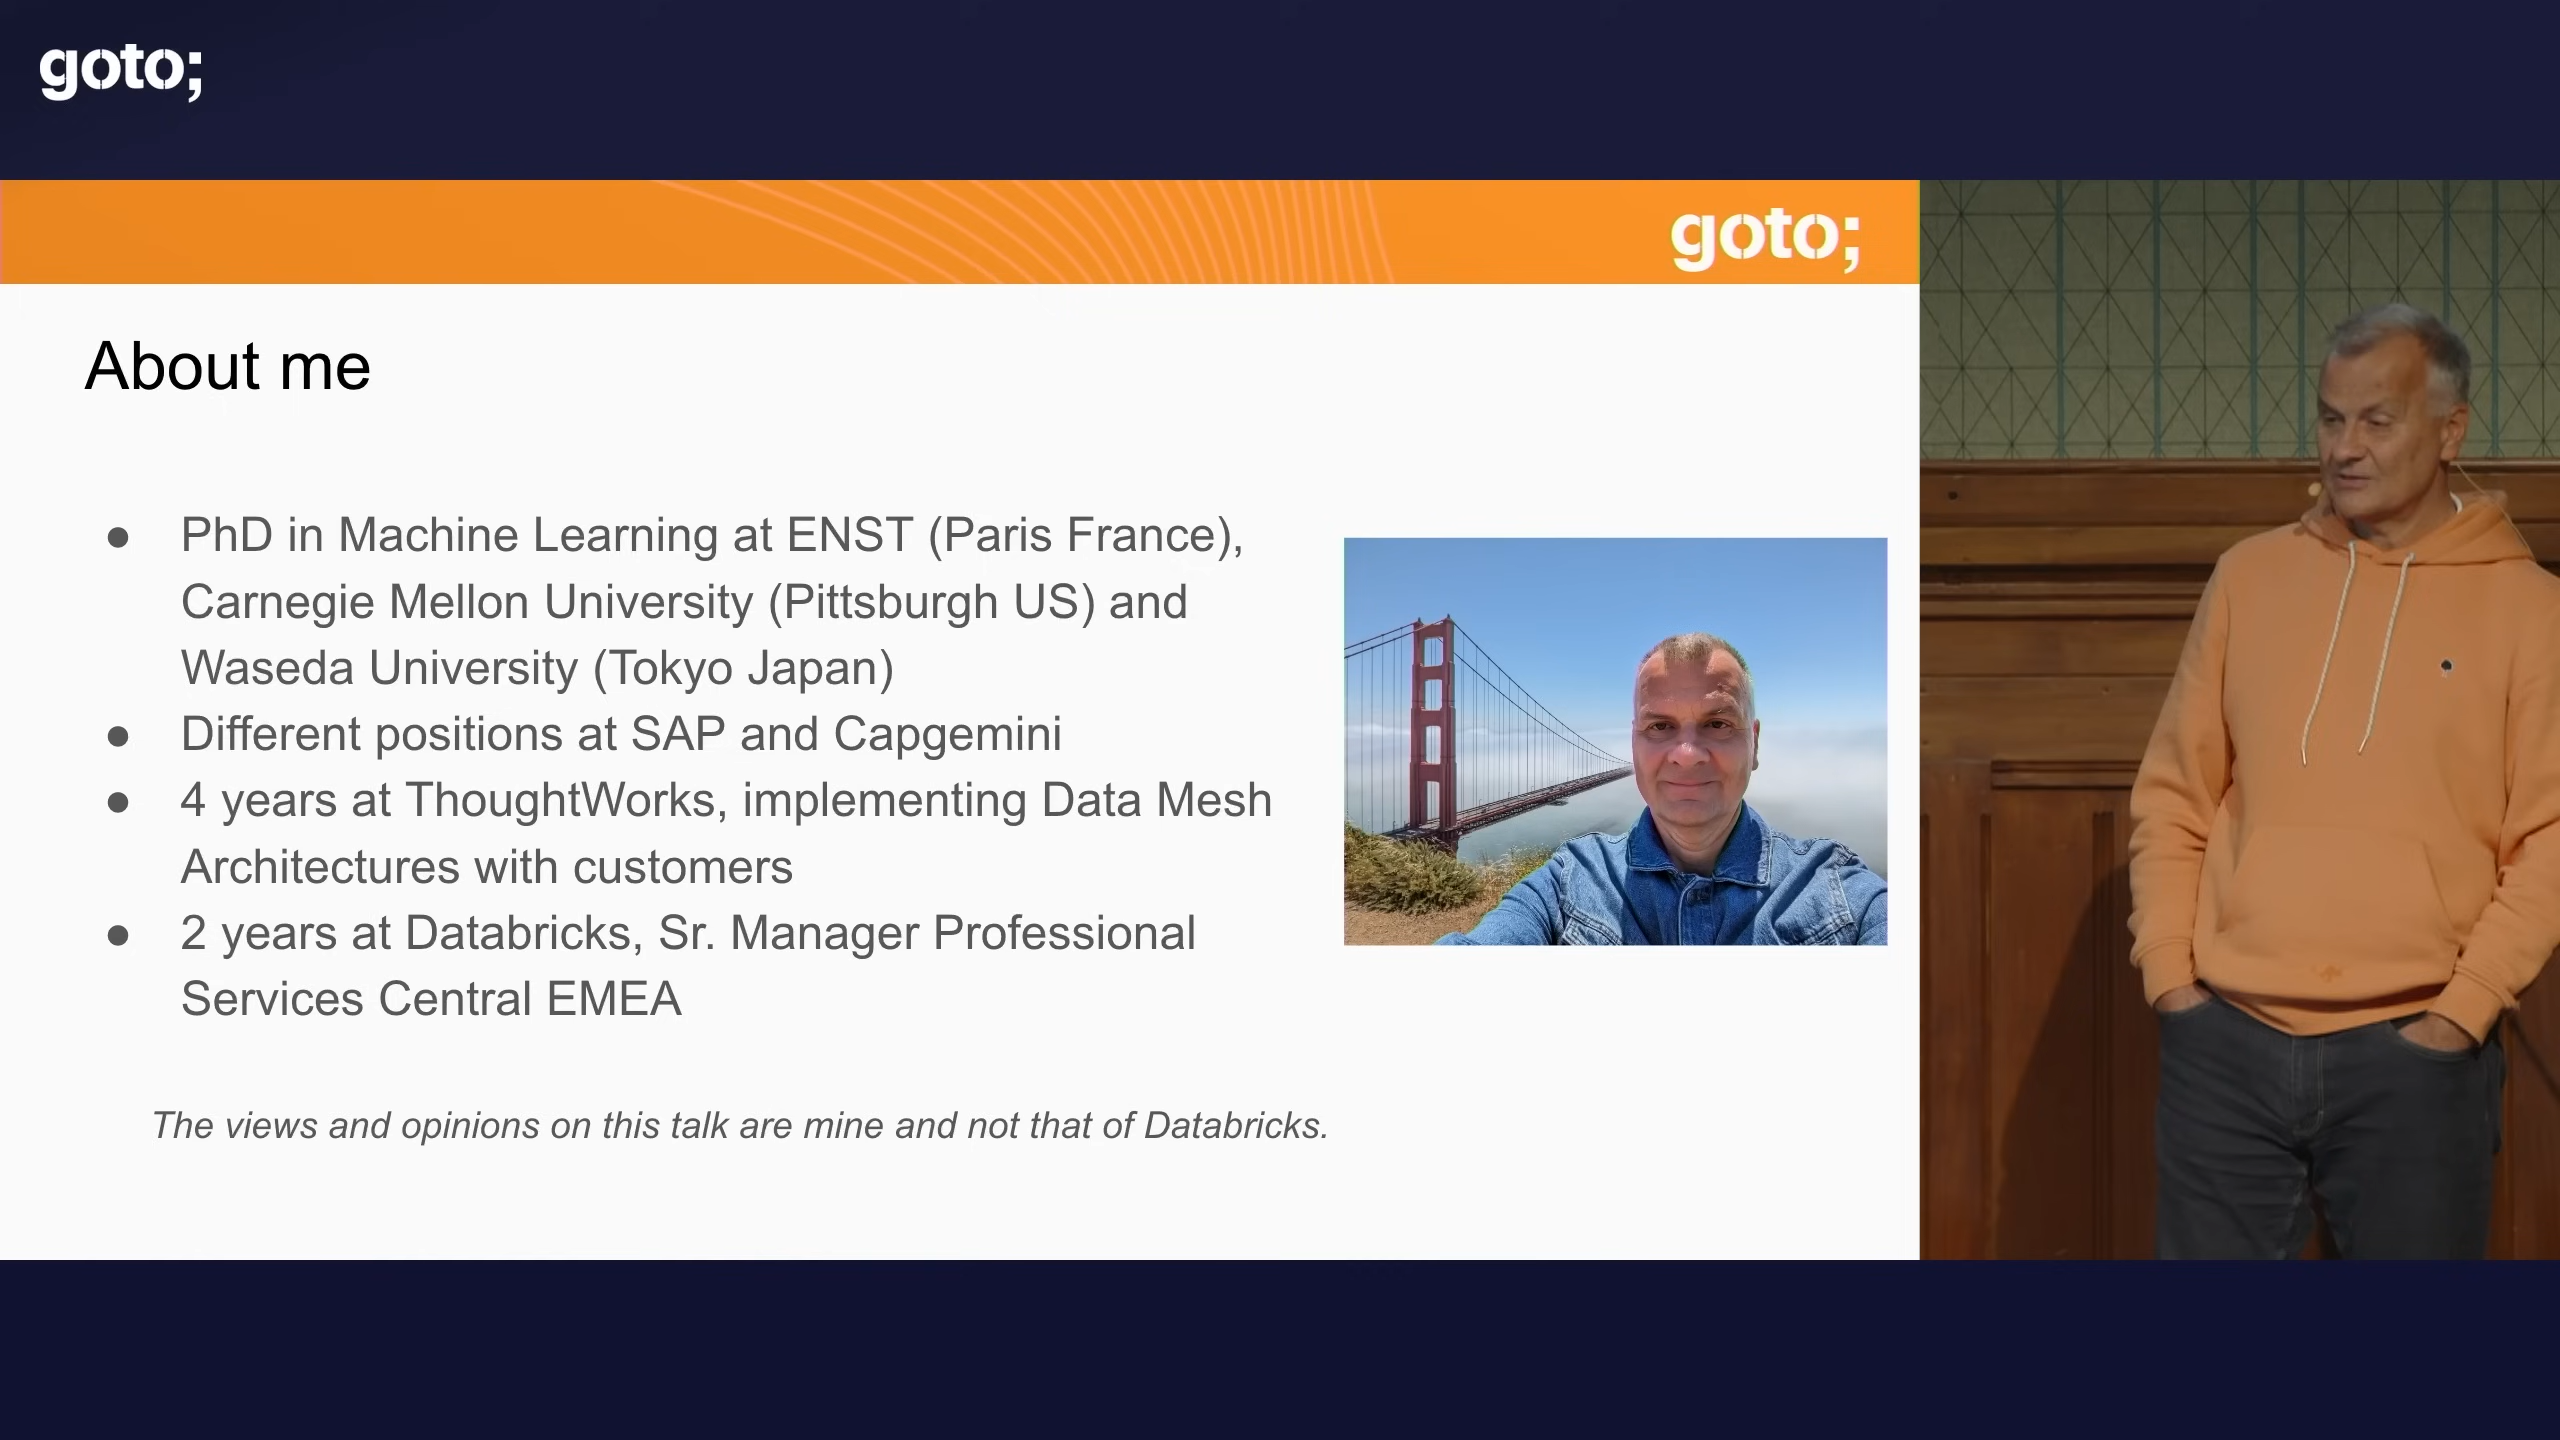 goto;
goto;
About me
● PhD in Machine Learning at ENST (Paris France),
Carnegie Mellon University (Pittsburgh US) and
Waseda University (Tokyo Japan)
● Different positions at SAP and Capgemini
● 4 years at ThoughtWorks, implementing Data Mesh
Architectures with customers
● 2 years at Databricks, Sr. Manager Professional
Services Central EMEA
The views and opinions on this talk are mine and not that of Databricks.